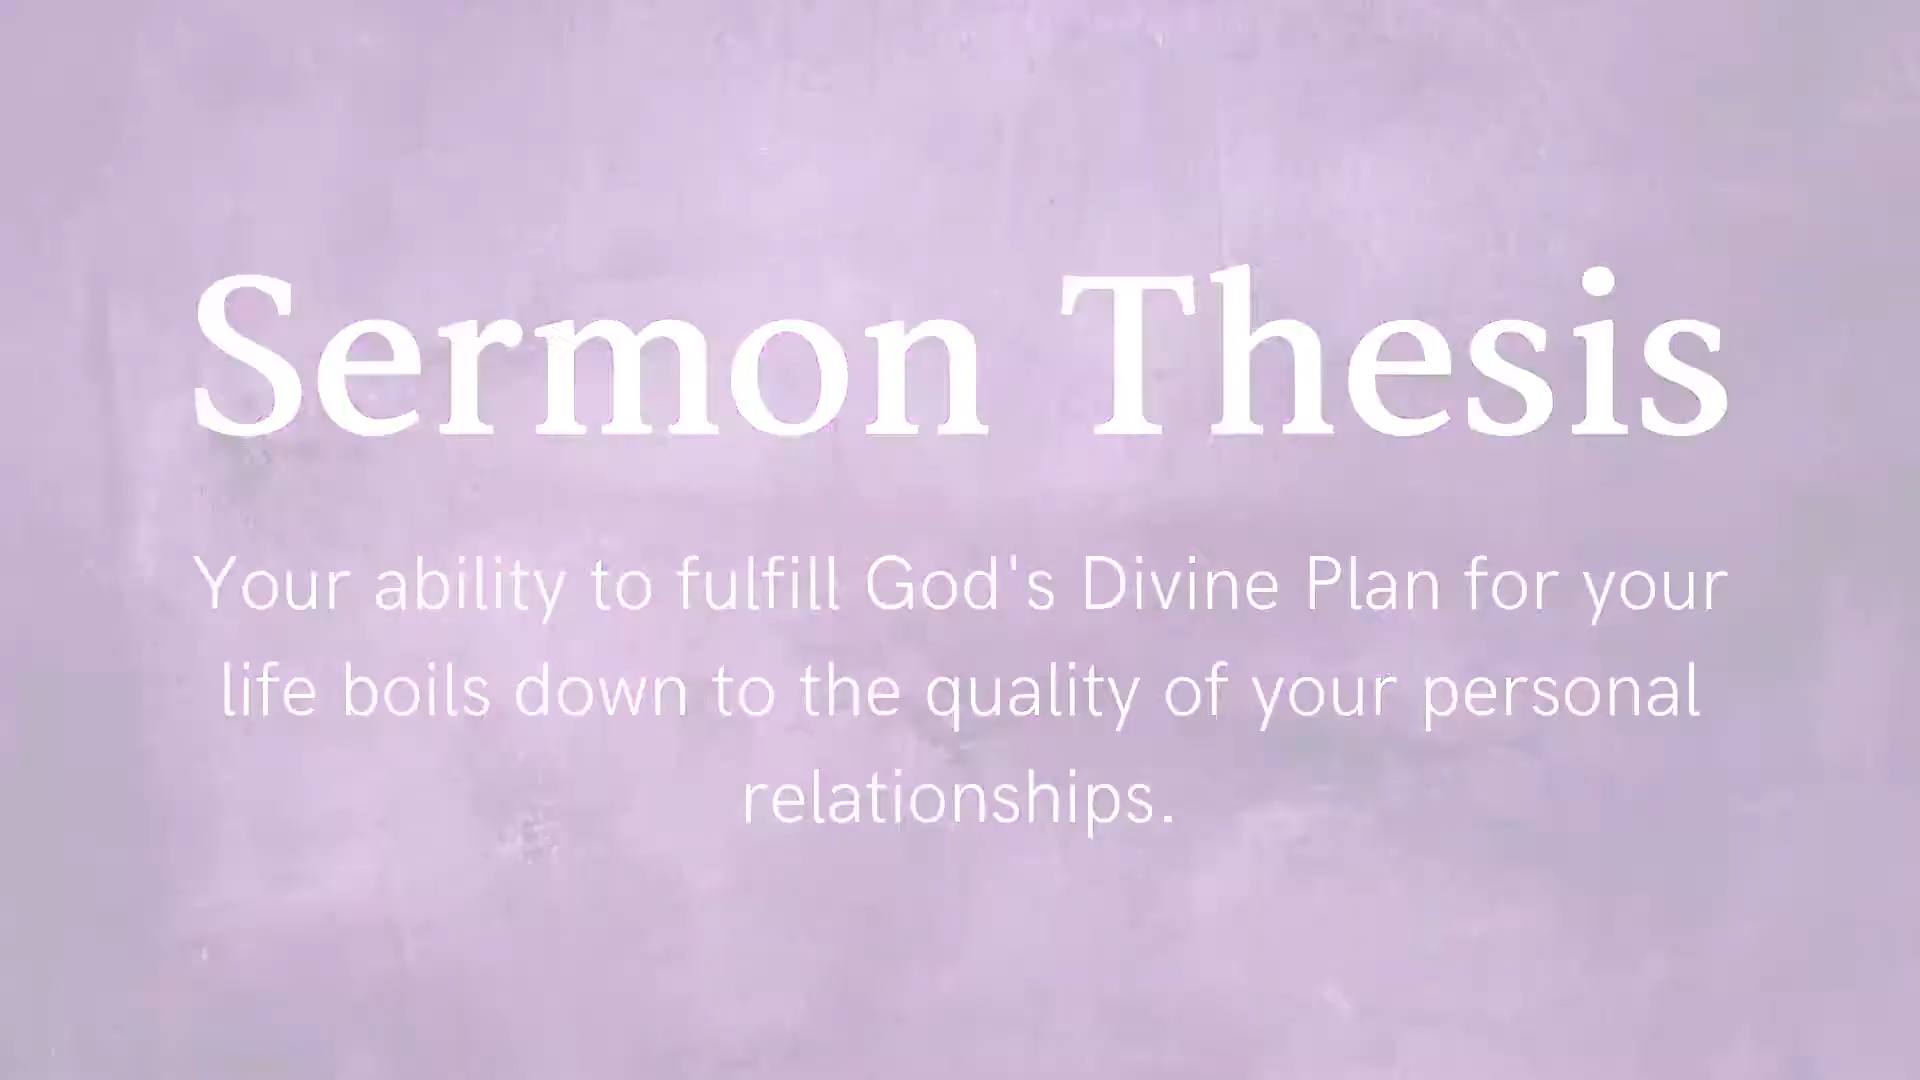 Sermon Thesis
Your ability to fulfill God's Divine Plan for your
life boils down to the quality of your personal
relationships.